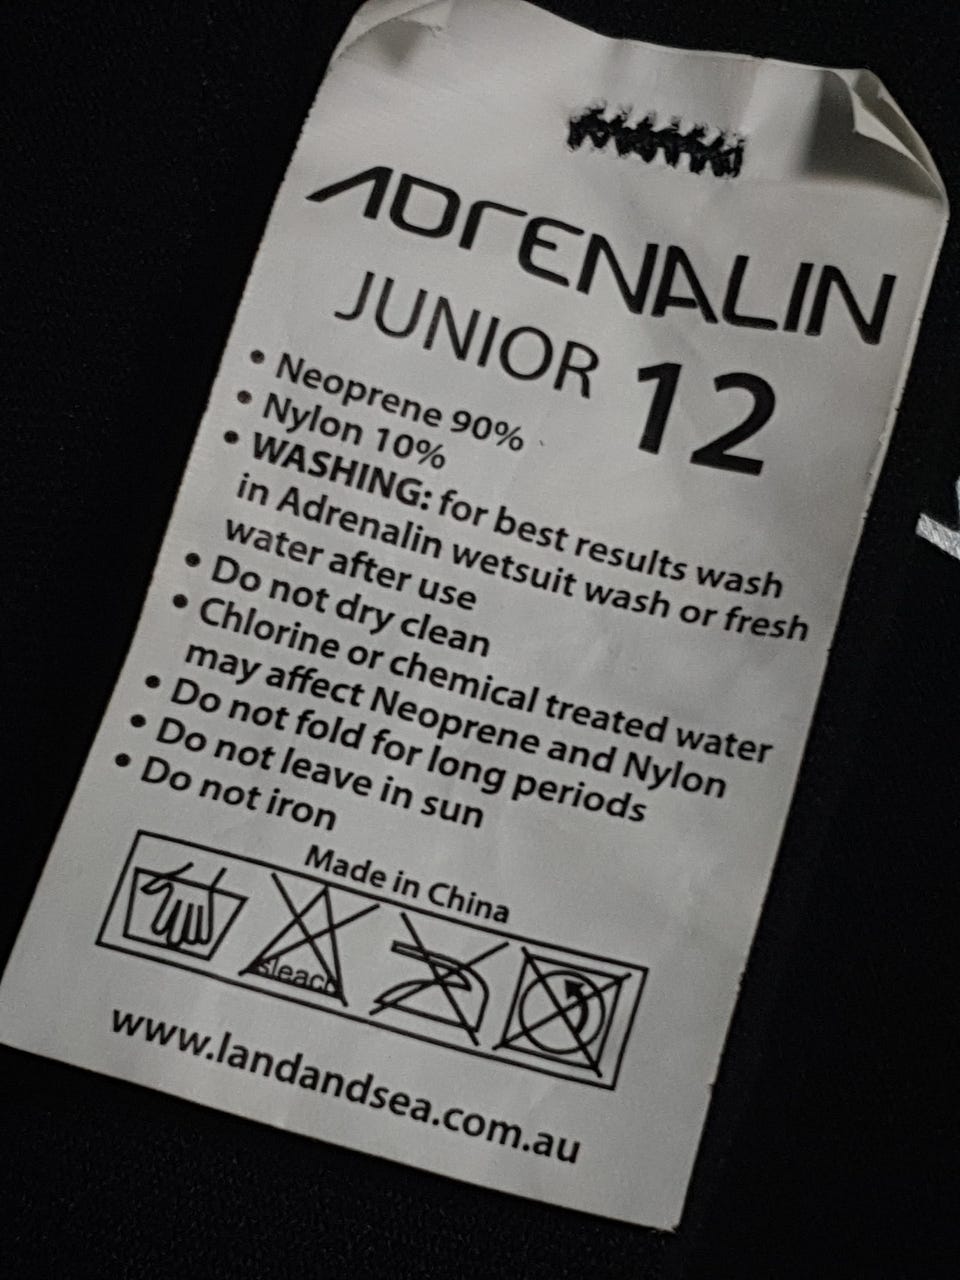 ADRENALIN
JUNIOR 12
• Neoprene 90%
• Nylon 10%
• WASHING: for best results wash
in Adrenalin wetsuit wash or fresh
water after use
• Do not dry clean
• Chlorine or chemical treated water
may affect Neoprene and Nylon
• Do not fold for long periods
• Do not leave in sun
• Do not iron
Made in China
Bleach
www.landandsea.com.au